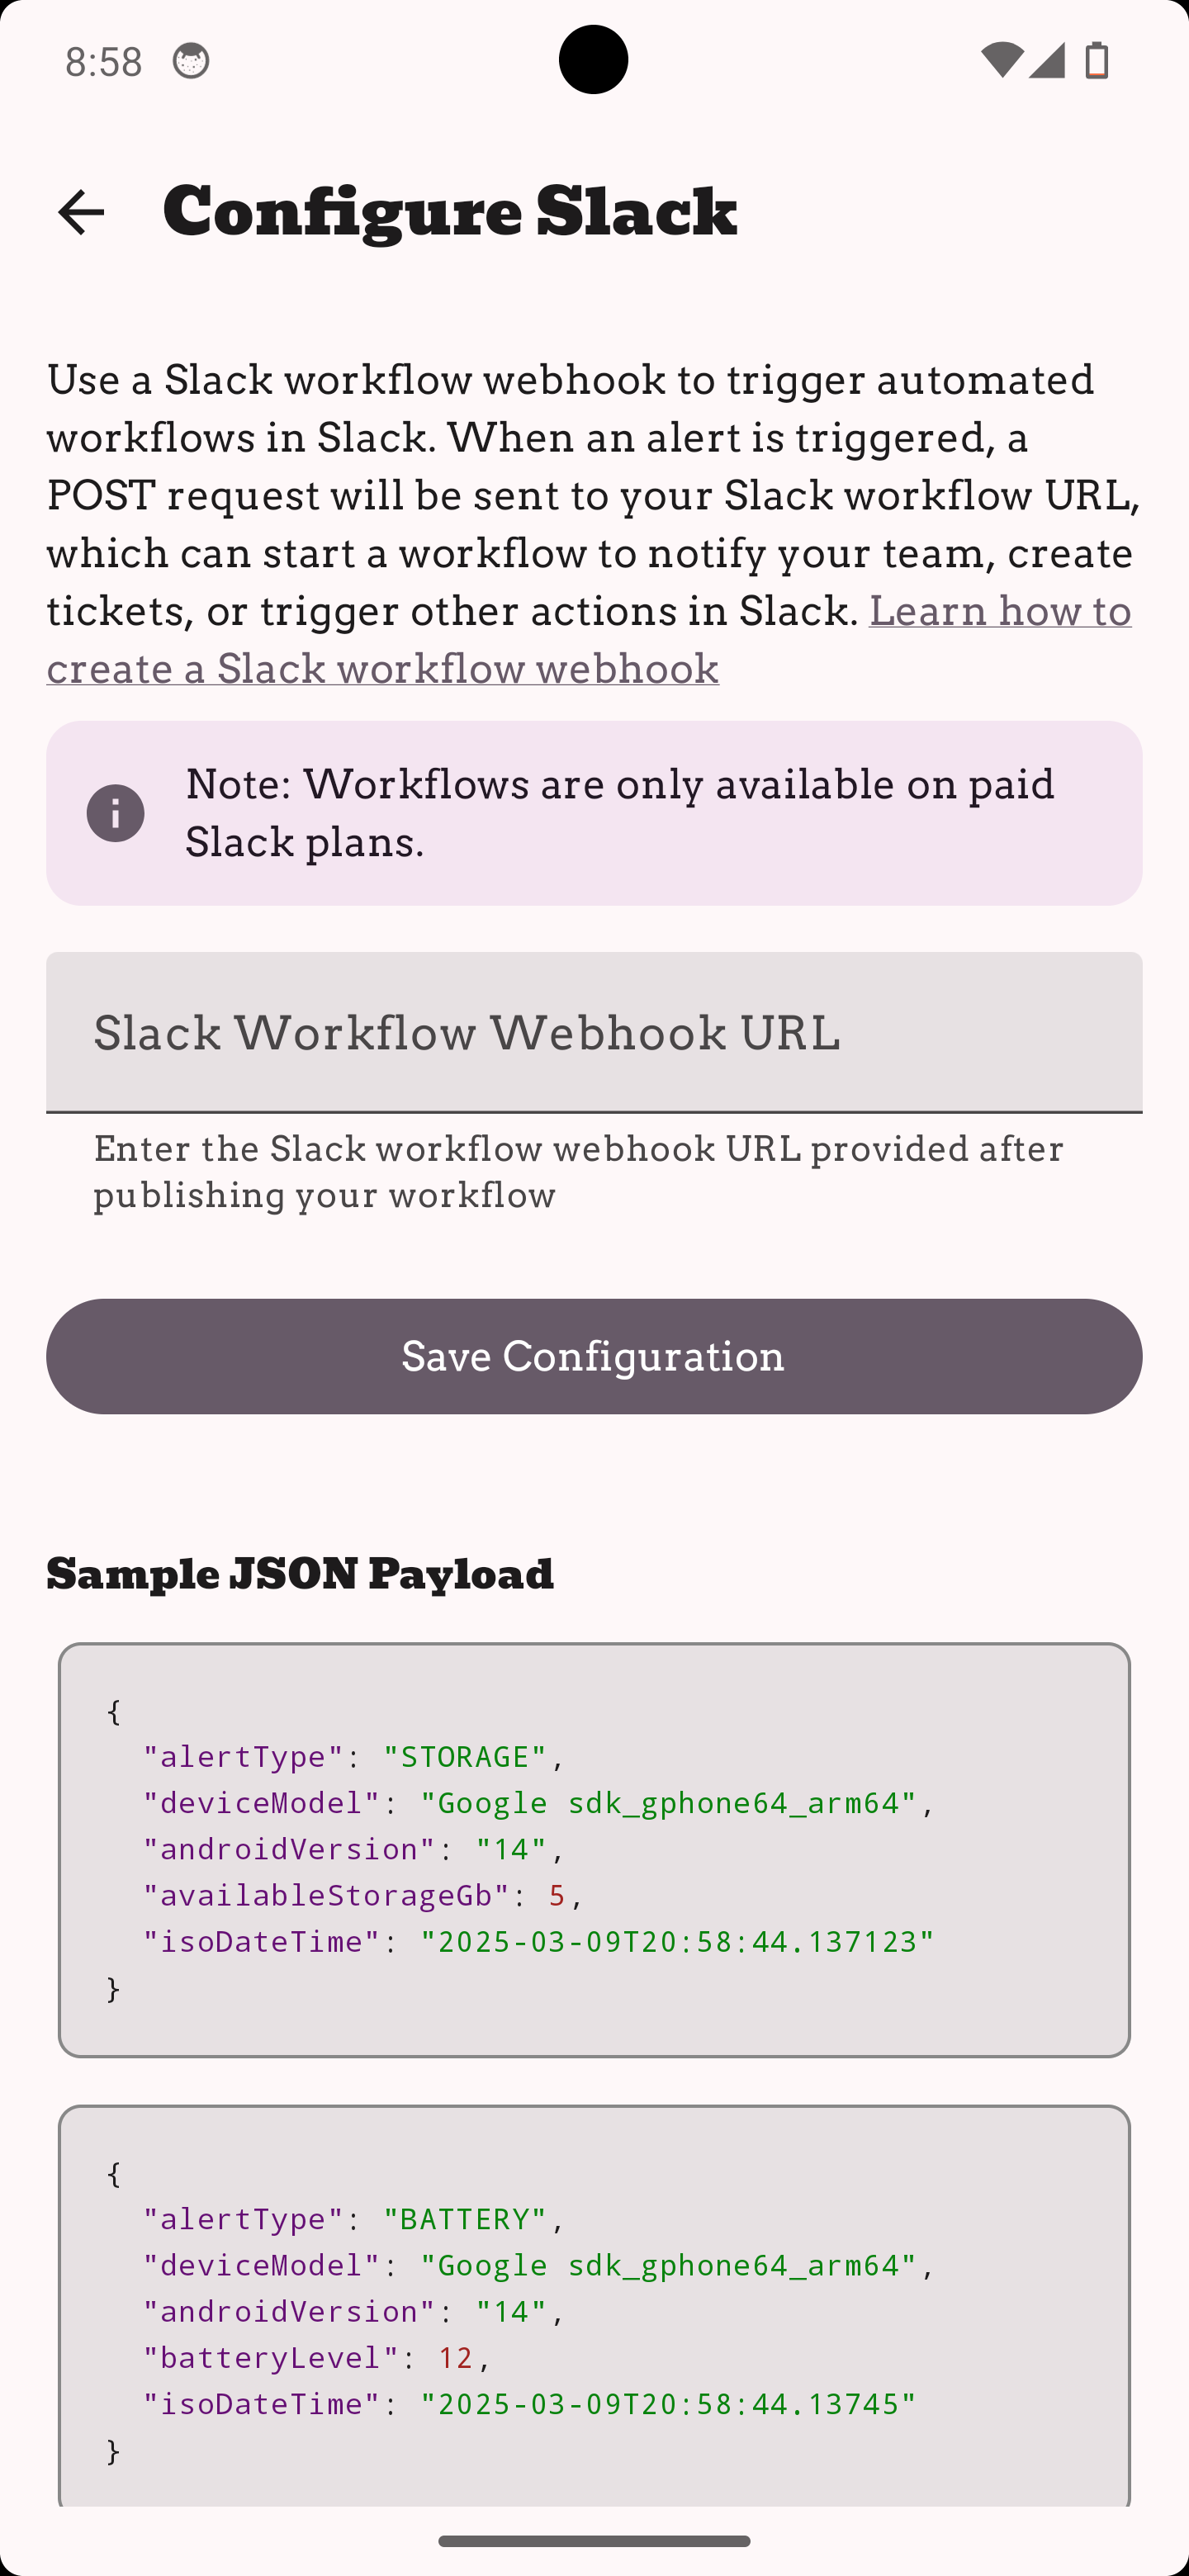 8:58
Configure Slack
Use a Slack workflow webhook to trigger automated
workflows in Slack. When an alert is triggered, a
POST request will be sent to your Slack workflow URL,
which can start a workflow to notify your team, create
tickets, or trigger other actions in Slack. Learn how to
create a Slack workflow webhook
Note: Workflows are only available on paid
Slack plans.
Slack Workflow Webhook URL
Enter the Slack workflow webhook URL provided after
publishing your workflow
Save Configuration
Sample JSON Payload
{
  "alertType": "STORAGE",
  "deviceModel": "Google sdk_gphone64_arm64",
  "androidVersion": "14",
  "availableStorageGb": 5,
  "isoDateTime": "2025-03-09T20:58:44.137123"
}
{
  "alertType": "BATTERY",
  "deviceModel": "Google sdk_gphone64_arm64",
  "androidVersion": "14",
  "batteryLevel": 12,
  "isoDateTime": "2025-03-09T20:58:44.13745"
}